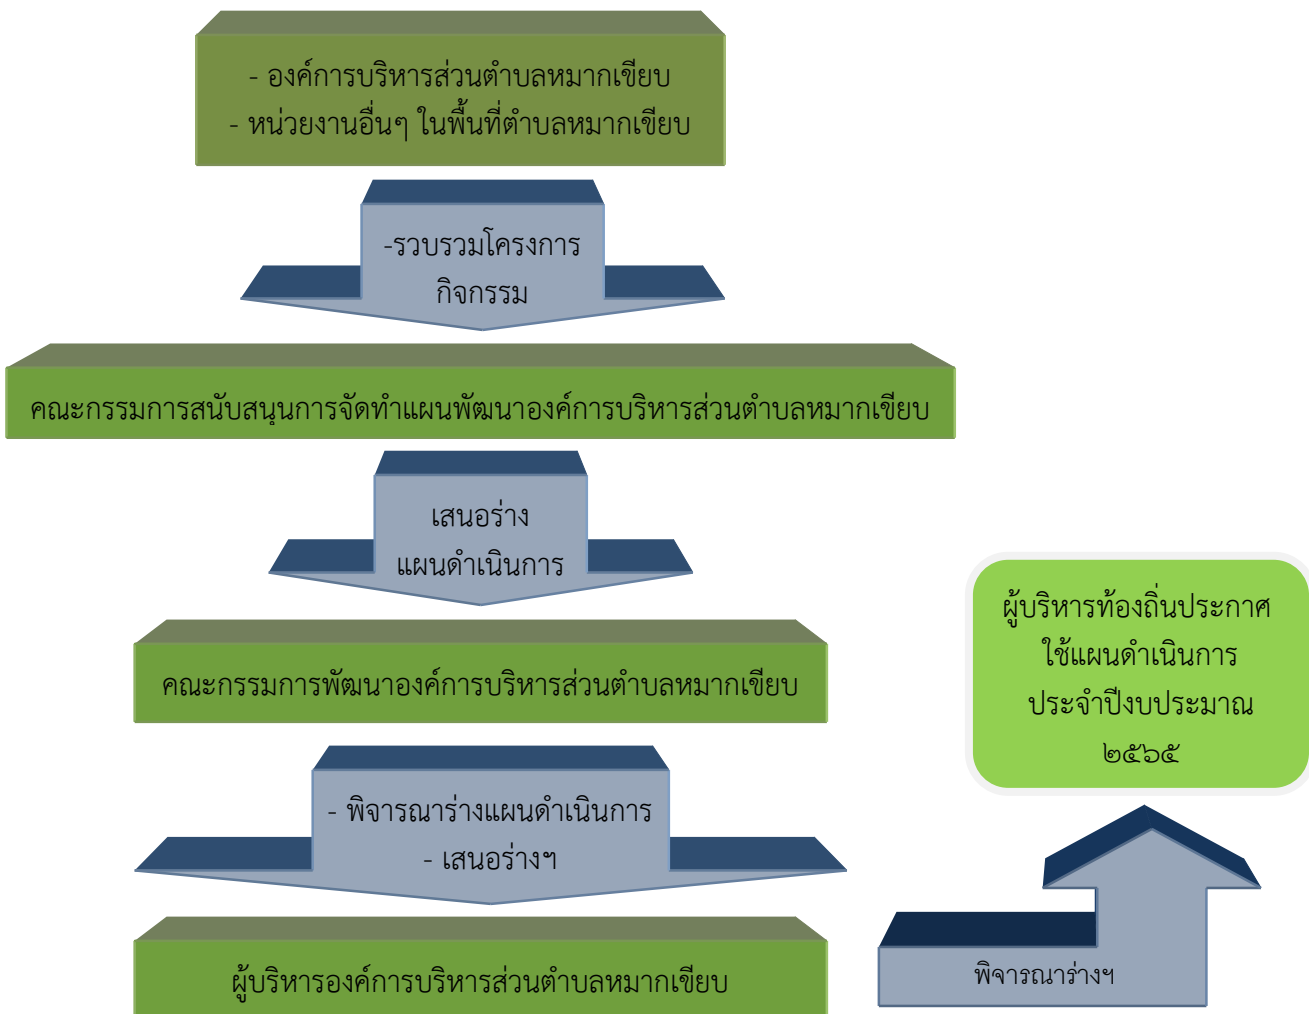 - องค์การบริหารส่วนตำบลหมากเขียบ
- หน่วยงานอื่นๆ ในพื้นที่ตำบลหมากเขียบ
-รวบรวมโครงการ
กิจกรรม
คณะกรรมการสนับสนุนการจัดทำแผนพัฒนาองค์การบริหารส่วนตำบลหมากเขียบ
เสนอร่าง
แผนดำเนินการ
คณะกรรมการพัฒนาองค์การบริหารส่วนตำบลหมากเขียบ
- พิจารณาร่างแผนดำเนินการ
- เสนอร่างฯ
ผู้บริหารองค์การบริหารส่วนตำบลหมากเขียบ
พิจารณาร่างฯ
ผู้บริหารท้องถิ่นประกาศ
ใช้แผนดำเนินการ
ประจำปีงบประมาณ
๒๕๖๕